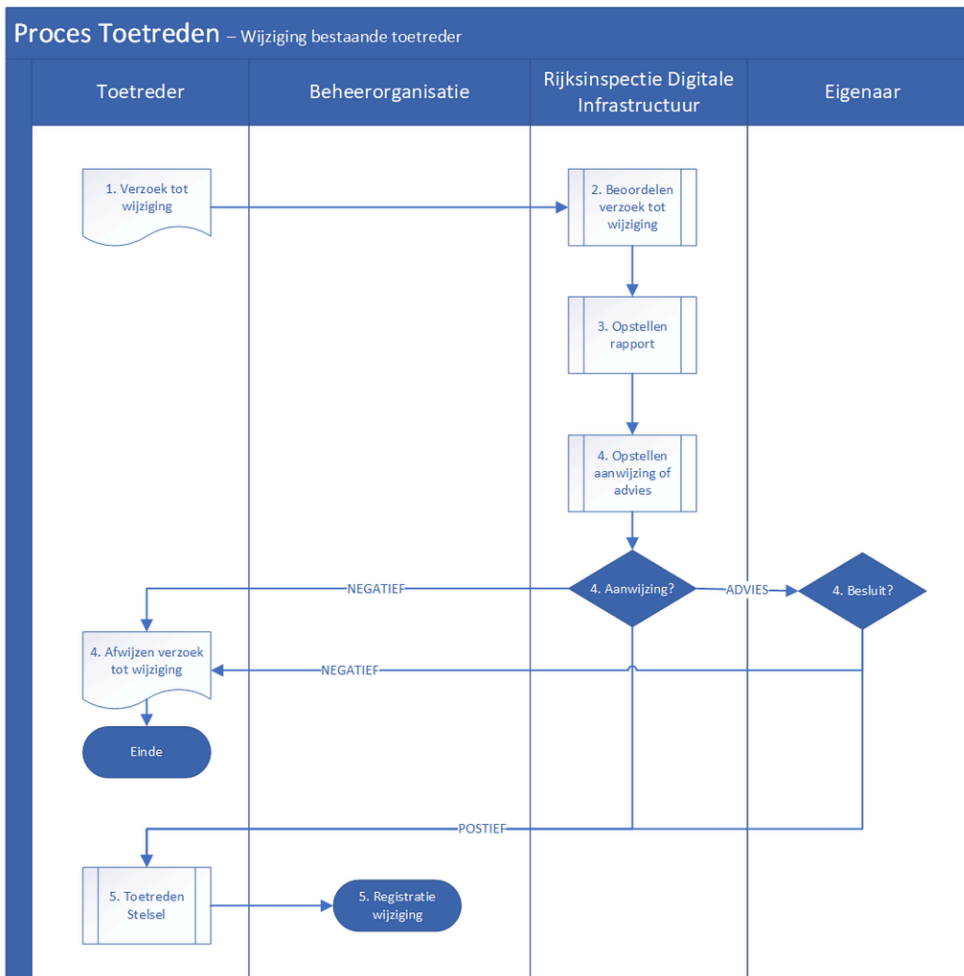 Proces Toetreden – Wijziging bestaande toetreder
Toetreder
Beheerorganisatie
Rijksinspectie Digitale
Infrastructuur
Eigenaar
1. Verzoek tot
wijziging
2. Beoordelen
verzoek tot
wijziging
3. Opstellen
rapport
4. Opstellen
aanwijzing of
advies
NEGATIEF
4. Aanwijzing?
ADVIES
4. Besluit?
4. Afwijzen verzoek
tot wijziging
NEGATIEF
Einde
POSTIEF
5. Toetreden
Stelsel
5. Registratie
wijziging